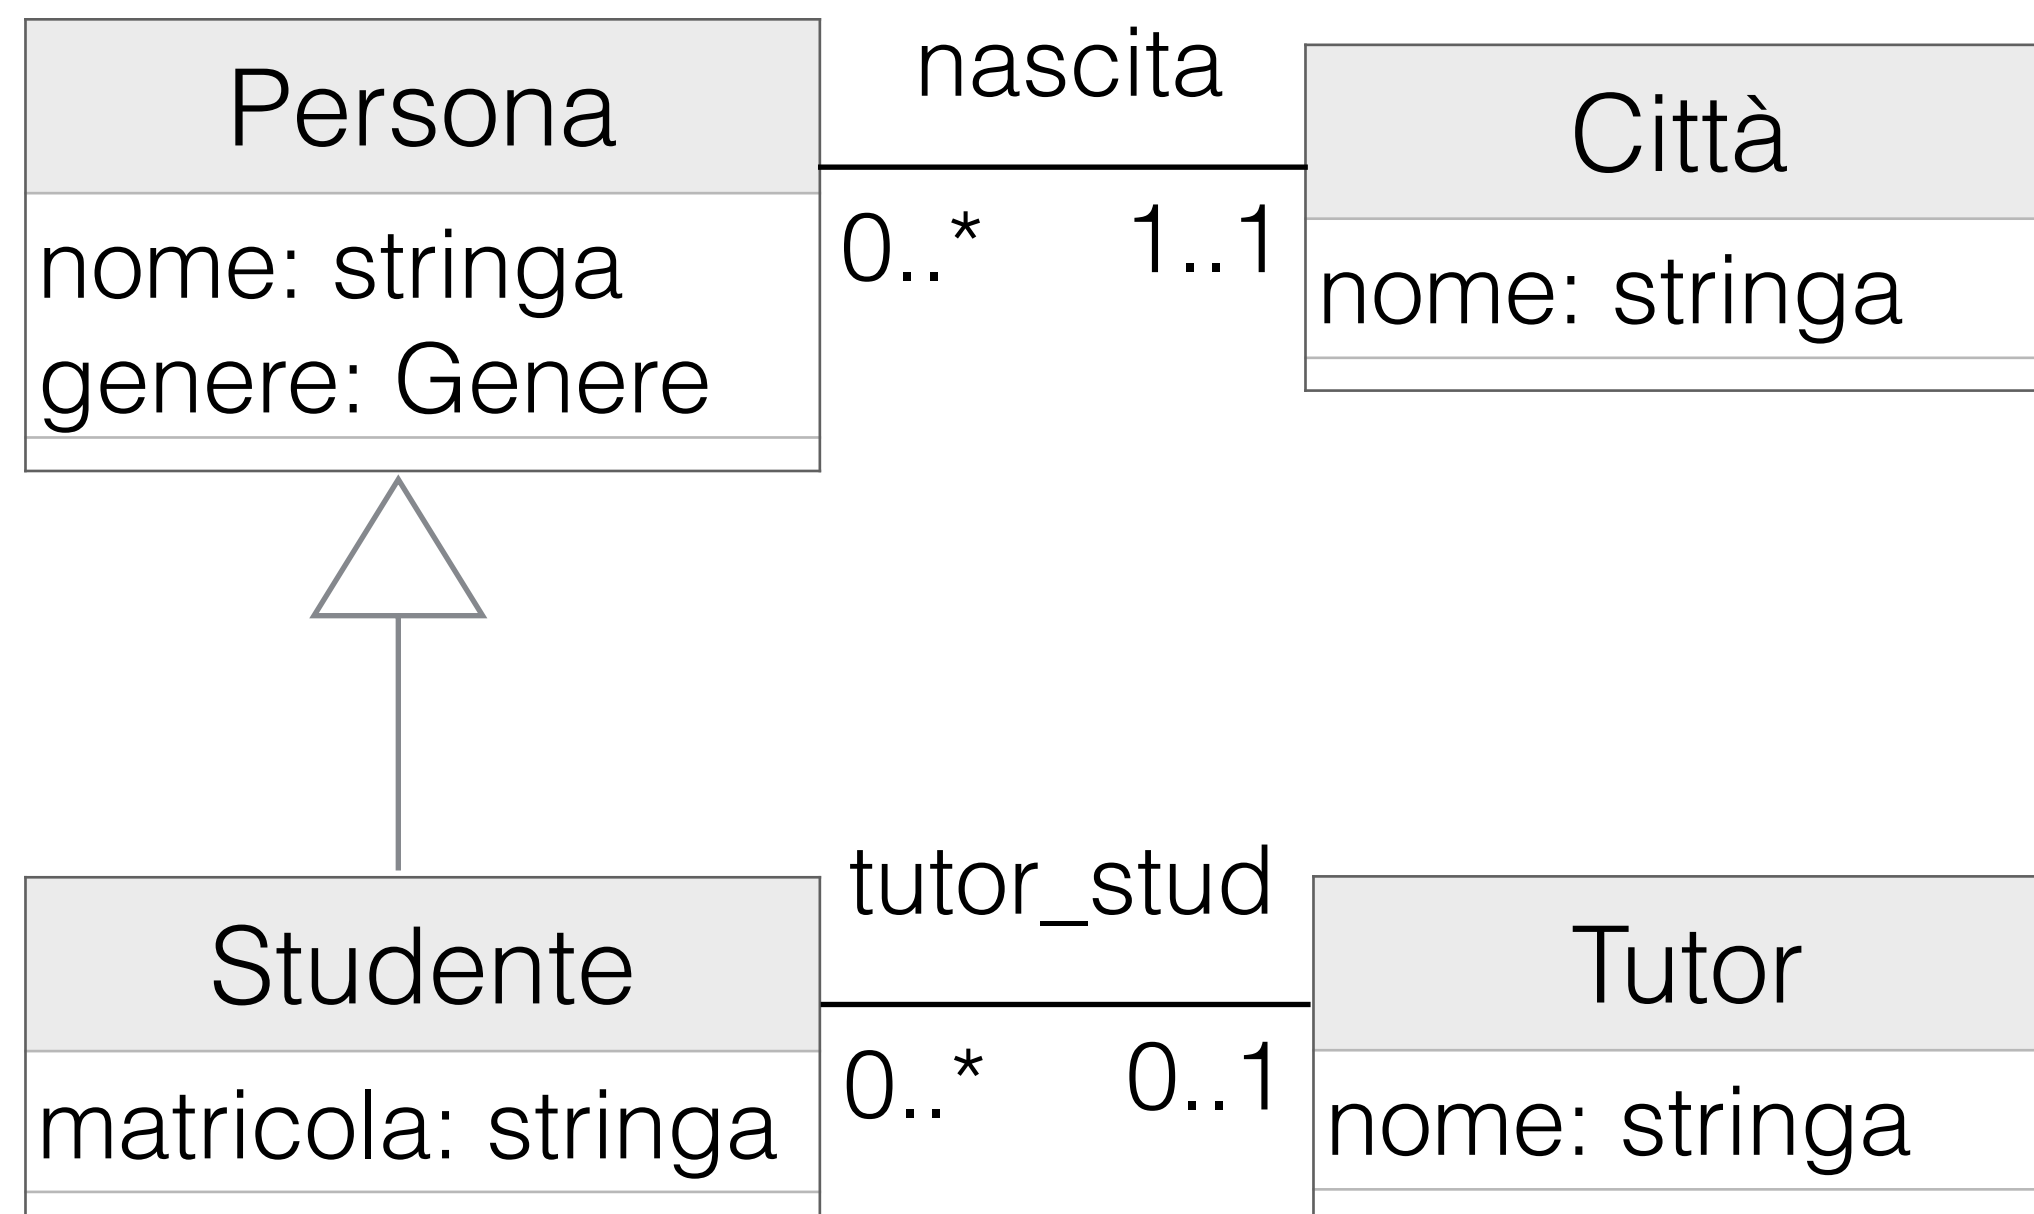 Persona
nome: stringa
genere: Genere
nascita
0..* 1..1
Città
nome: stringa
Studente
matricola: stringa
tutor_stud
0..* 0..1
Tutor
nome: stringa